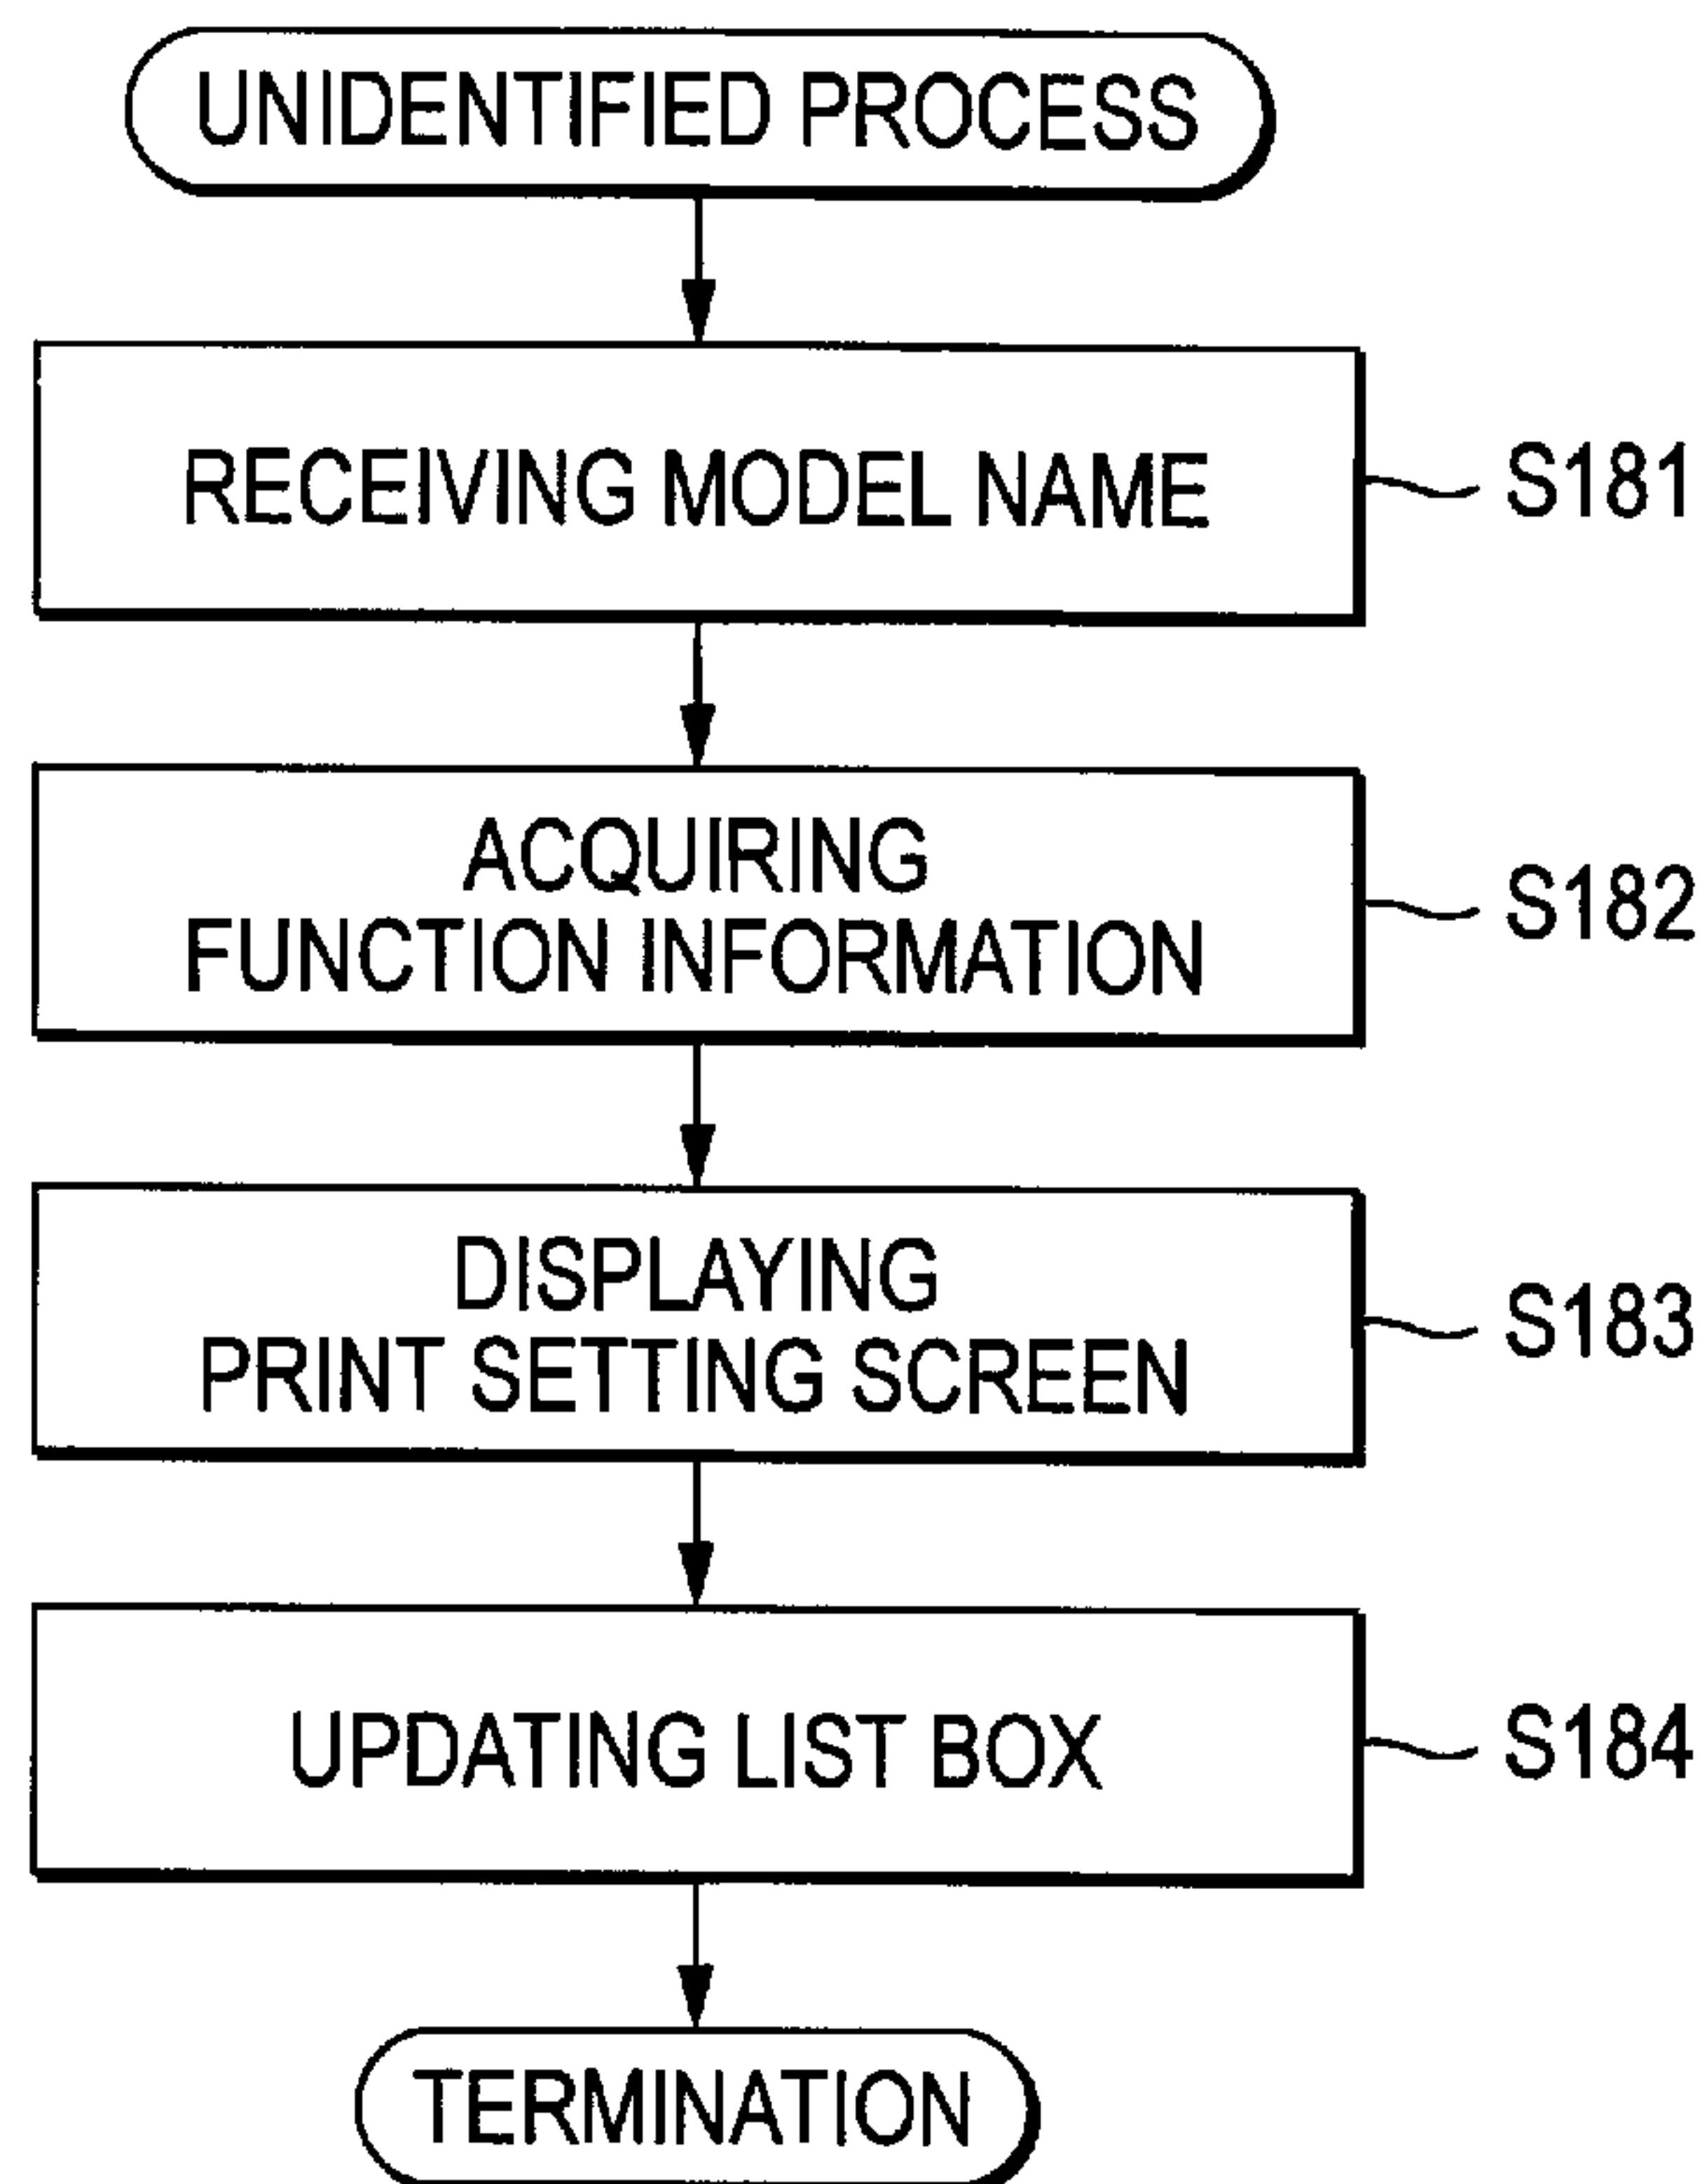 UNIDENTIFIED PROCESS
RECEIVING MODEL NAME
S181
ACQUIRING
FUNCTION INFORMATION
S182
DISPLAYING
PRINT SETTING SCREEN
S183
UPDATING LIST BOX
S184
TERMINATION